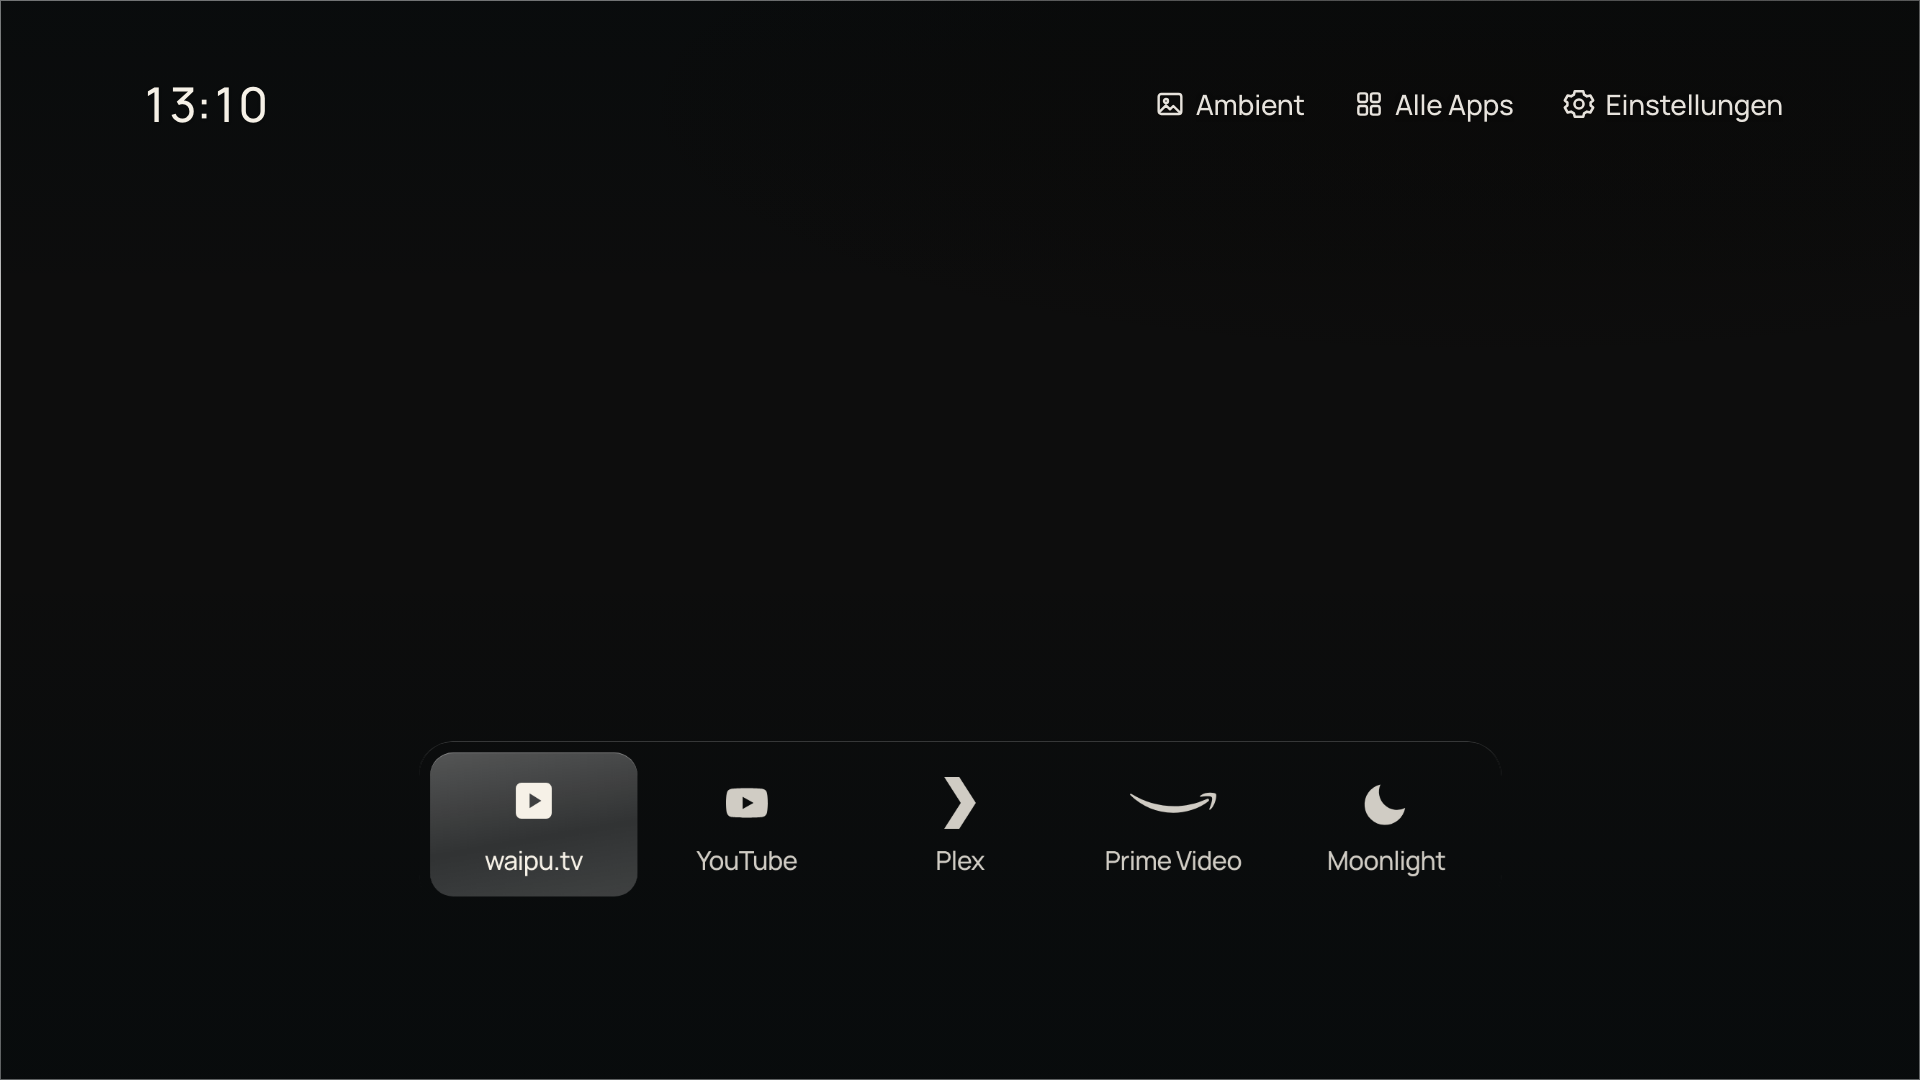 13:10
Ambient
Alle Apps
Einstellungen
waipu.tv
YouTube
Plex
Prime Video
Moonlight